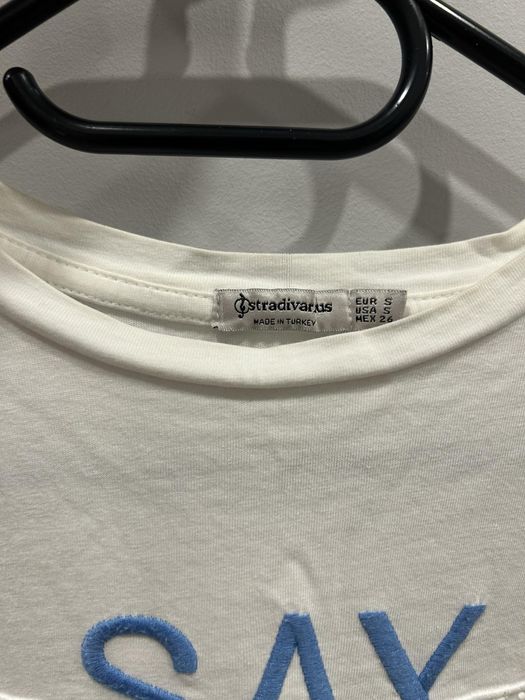 stradivarius
MADE IN TURKEY
EUR S
USA S
MEX 26
SAY